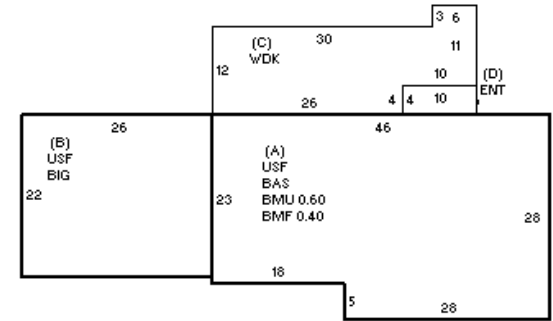 3 6
(C)
WDK
30
11
12
10
(D)
ENT
26
4
4
10
26
46
(B)
USF
BIG
(A)
USF
BAS
BMU 0.60
BMF 0.40
22
23
28
18
5
28